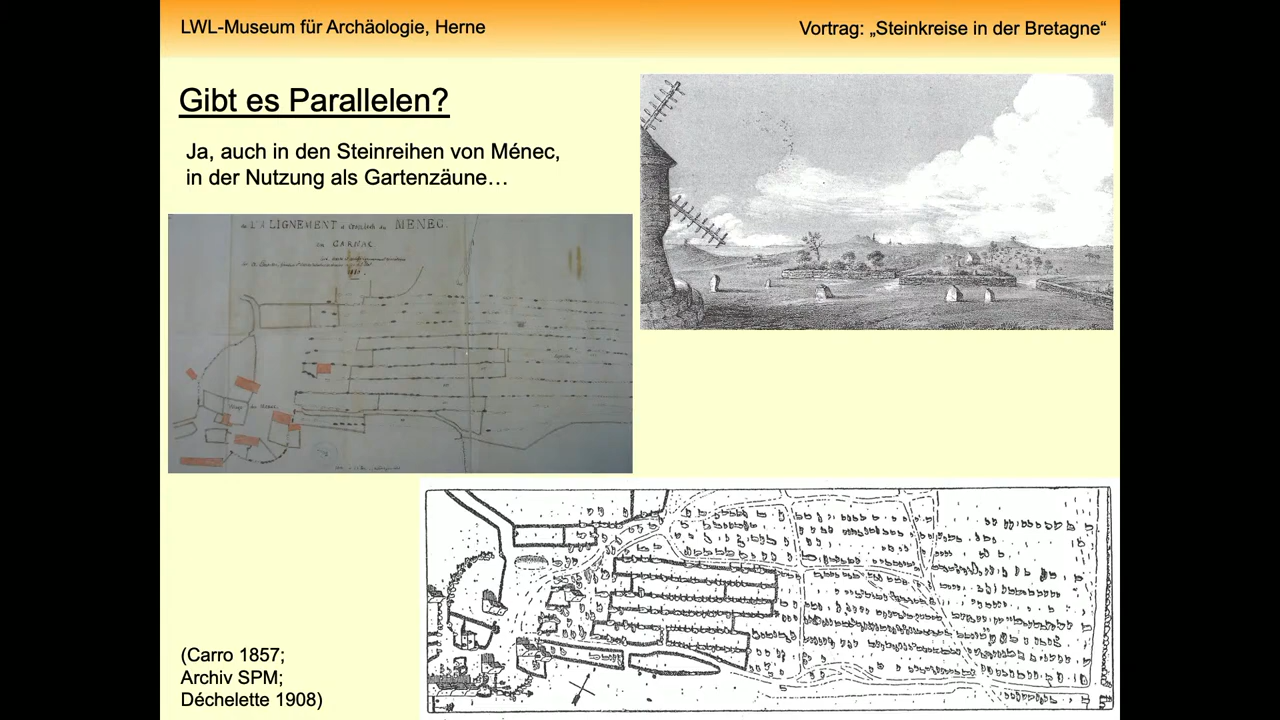 LWL-Museum für Archäologie, Herne
Vortrag: „Steinkreise in der Bretagne“
Gibt es Parallelen?
Ja, auch in den Steinreihen von Ménec,
in der Nutzung als Gartenzäune…
L'ALIGNEMENT MENEC.
CARNAC
(Carro 1857;
Archiv SPM;
Déchelette 1908)